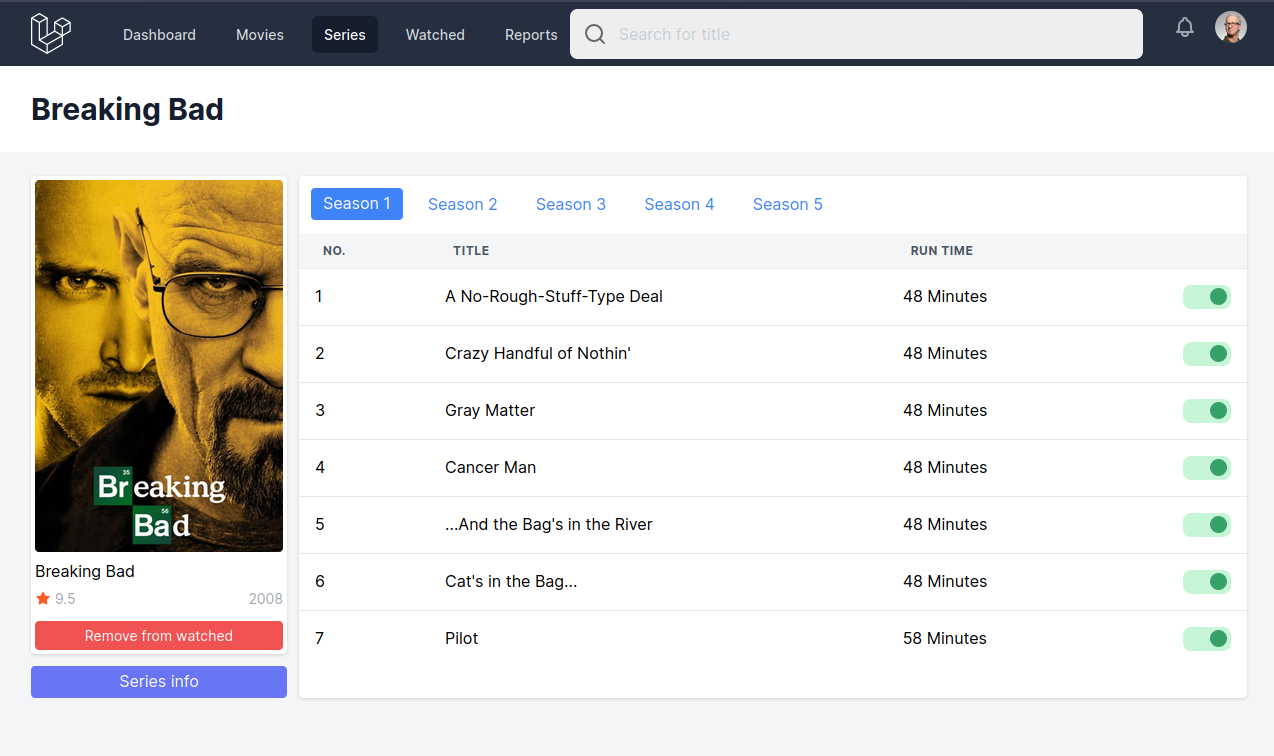 Dashboard Movies Series Watched Reports Search for title
Breaking Bad
Season 1 Season 2 Season 3 Season 4 Season 5
NO. TITLE RUN TIME
1 A No-Rough-Stuff-Type Deal 48 Minutes
2 Crazy Handful of Nothin' 48 Minutes
3 Gray Matter 48 Minutes
4 Cancer Man 48 Minutes
5 ...And the Bag's in the River 48 Minutes
6 Cat's in the Bag... 48 Minutes
7 Pilot 58 Minutes
35
Breaking
56
Bad
Breaking Bad
9.5 2008
Remove from watched
Series info